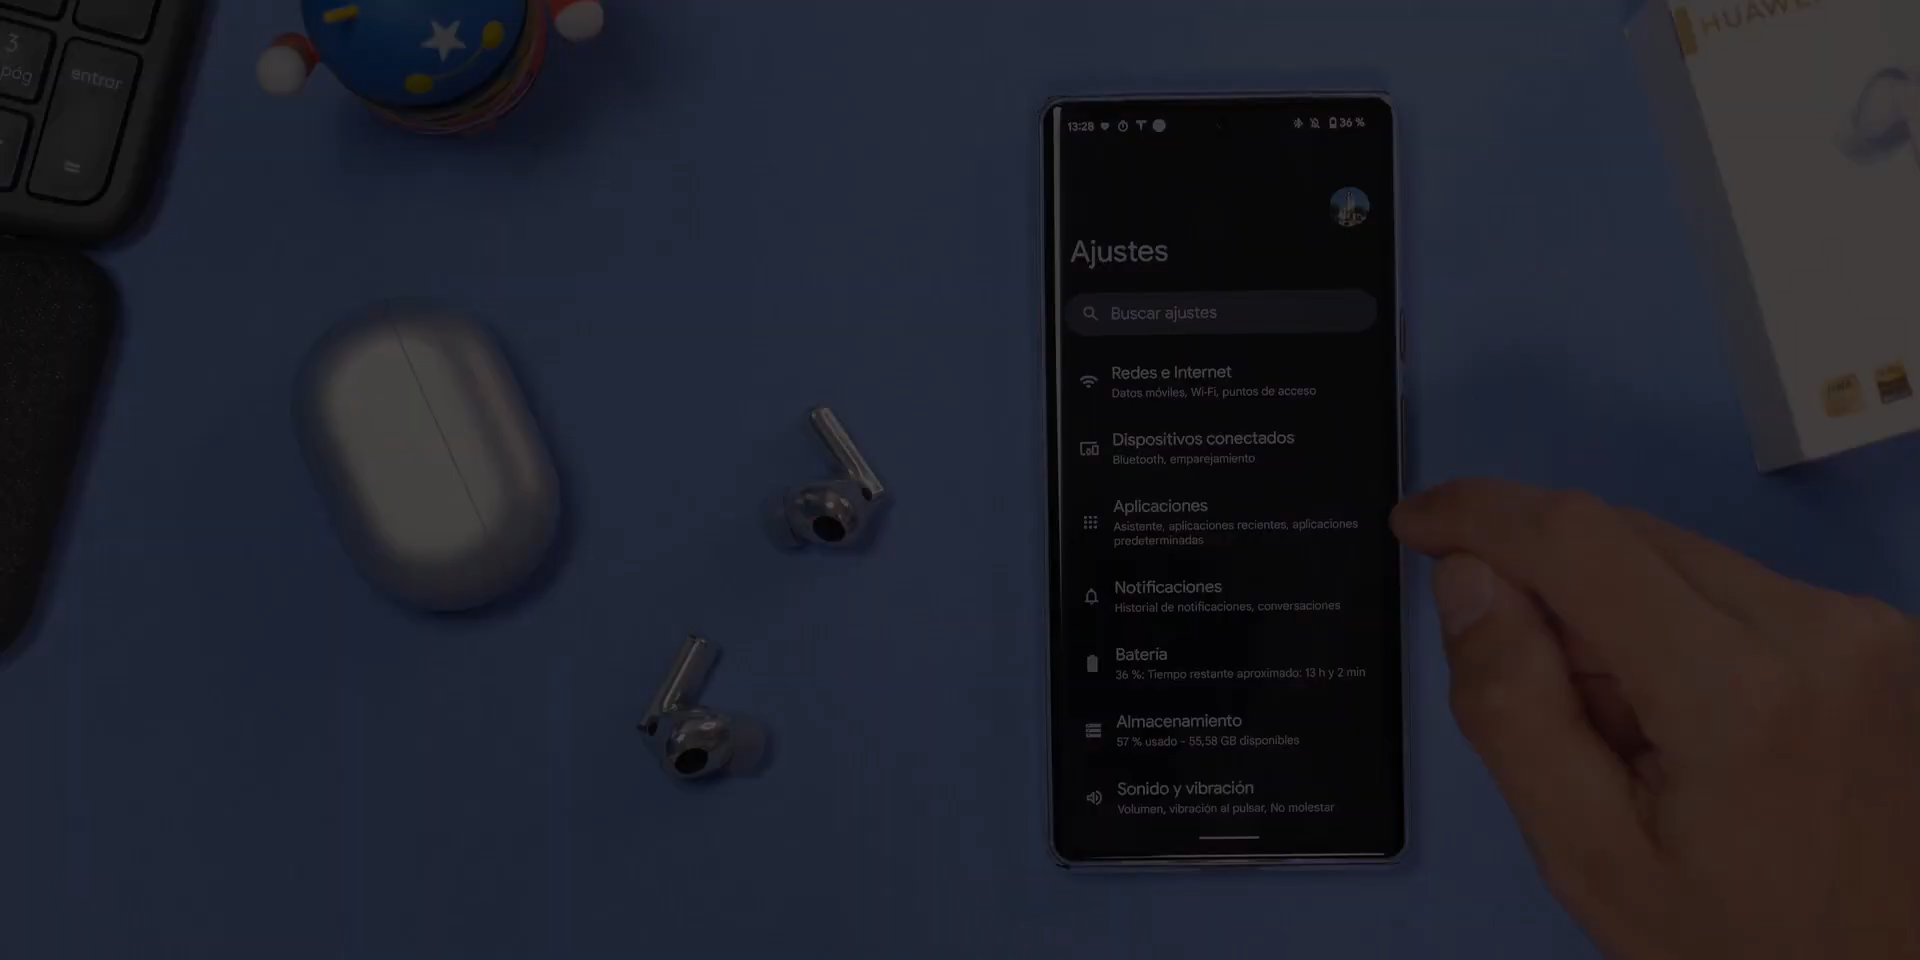 3
póg
entrar
=
HUAWEI
13:28
36 %
Ajustes
Buscar ajustes
Redes e Internet
Datos móviles, Wi-Fi, puntos de acceso
Dispositivos conectados
Bluetooth, emparejamiento
Aplicaciones
Asistente, aplicaciones recientes, aplicaciones
predeterminadas
Notificaciones
Historial de notificaciones, conversaciones
Batería
36 %: Tiempo restante aproximado: 13 h y 2 min
Almacenamiento
57 % usado - 55,58 GB disponibles
Sonido y vibración
Volumen, vibración al pulsar, No molestar